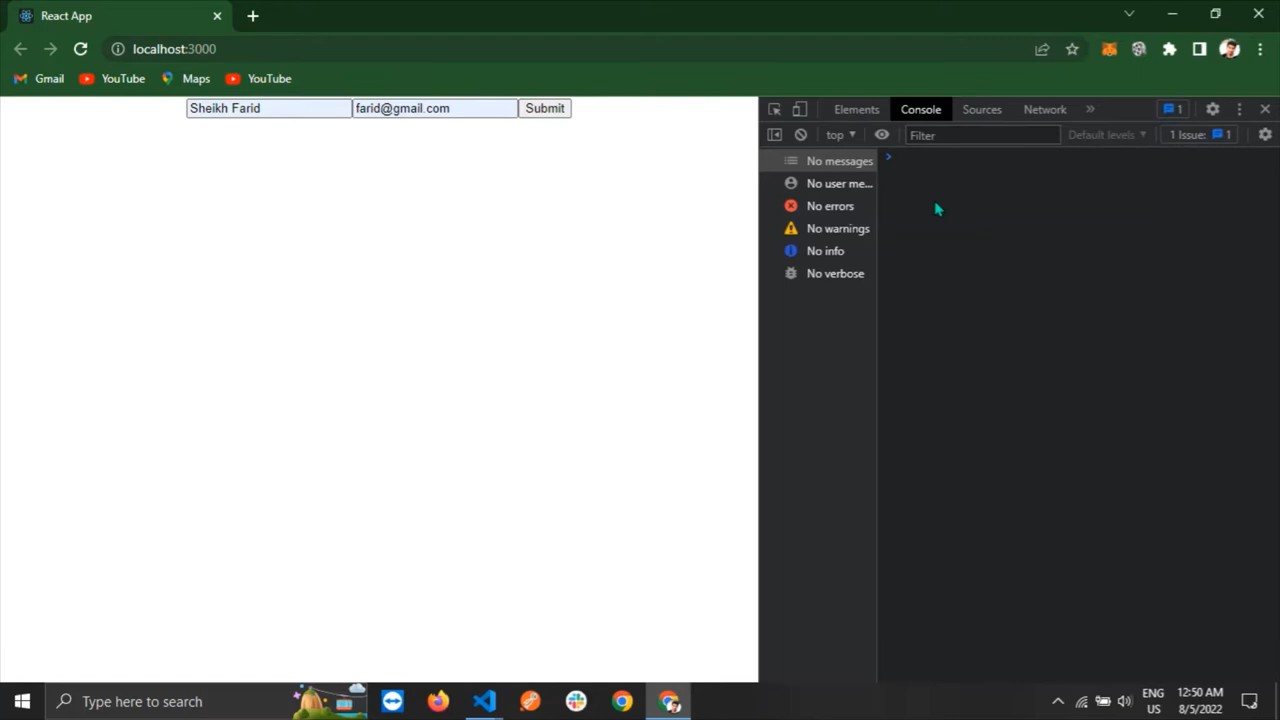 React App
localhost:3000
Gmail YouTube Maps YouTube
Sheikh Farid farid@gmail.com Submit
Elements Console Sources Network » 1
top Filter Default levels 1 Issue: 1
No messages
No user me...
No errors
No warnings
No info
No verbose
Type here to search
ENG
US
12:50 AM
8/5/2022